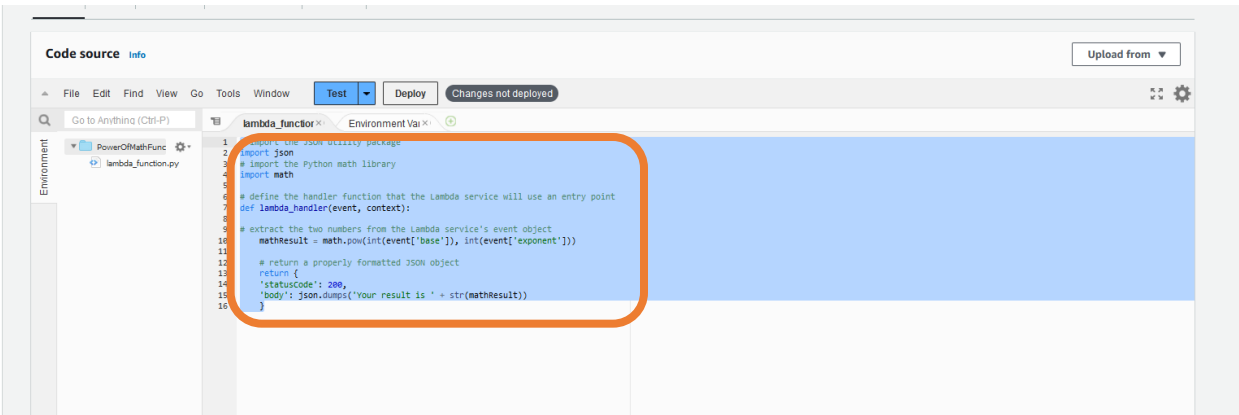 Code source Info
Upload from
File Edit Find View Go Tools Window Test Deploy Changes not deployed
Go to Anything (Ctrl-P)
lambda_function
Environment Var
Environment
PowerOfMathFunc
lambda_function.py
1 # import the JSON utility package
2 import json
3 # import the Python math library
4 import math
5
6 # define the handler function that the Lambda service will use an entry point
7 def lambda_handler(event, context):
8
9 # extract the two numbers from the Lambda service's event object
10 mathResult = math.pow(int(event['base']), int(event['exponent']))
11
12 # return a properly formatted JSON object
13 return {
14 'statusCode': 200,
15 'body': json.dumps('Your result is ' + str(mathResult))
16 }